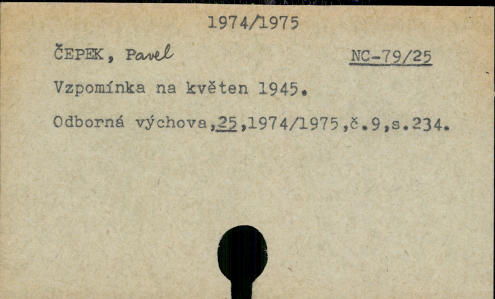 1974/1975
ČEPEK, Pavel NC-79/25
Vzpomínka na květen 1945.
Odborná výchova,25,1974/1975,č.9,s.234.